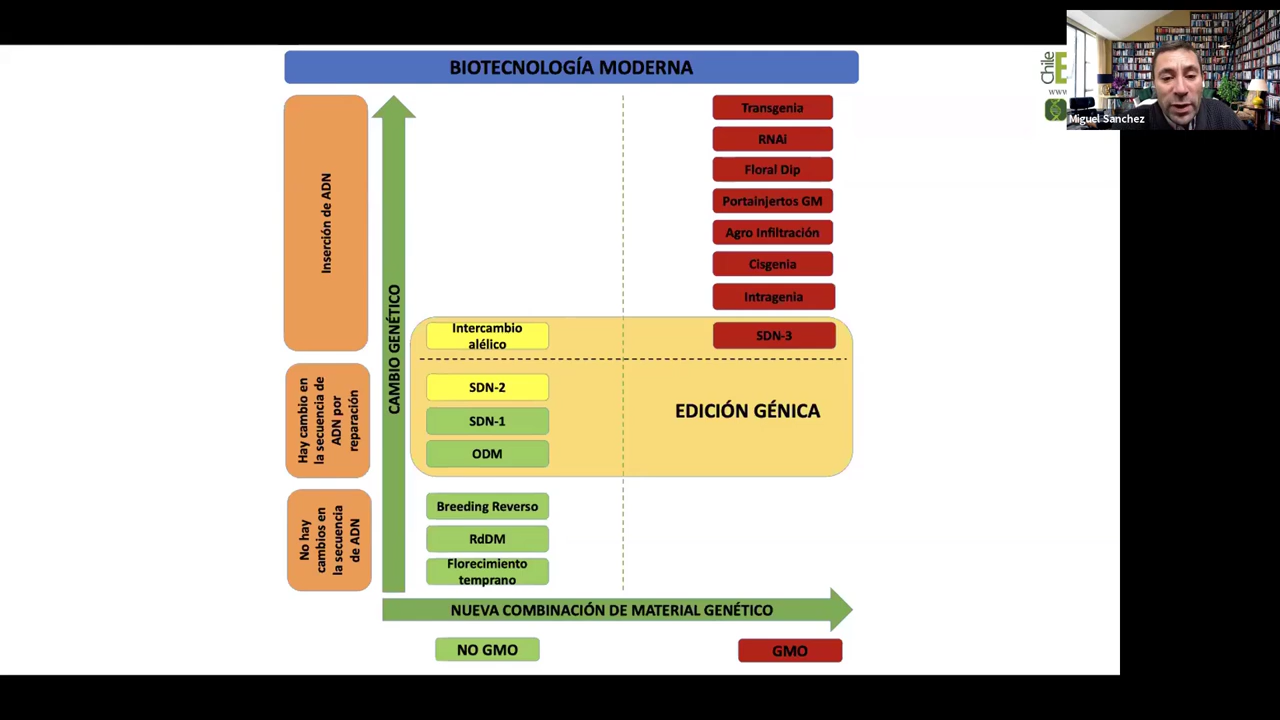 BIOTECNOLOGÍA MODERNA
Chile
www
Miguel Sanchez
Inserción de ADN
Hay cambio en
la secuencia de
ADN por
reparación
No hay
cambios en
la secuencia
de ADN
CAMBIO GENÉTICO
Transgenia
RNAi
Floral Dip
Portainjertos GM
Agro Infiltración
Cisgenia
Intragenia
Intercambio
alélico
SDN-3
SDN-2
SDN-1
ODM
EDICIÓN GÉNICA
Breeding Reverso
RdDM
Florecimiento
temprano
NUEVA COMBINACIÓN DE MATERIAL GENÉTICO
NO GMO
GMO